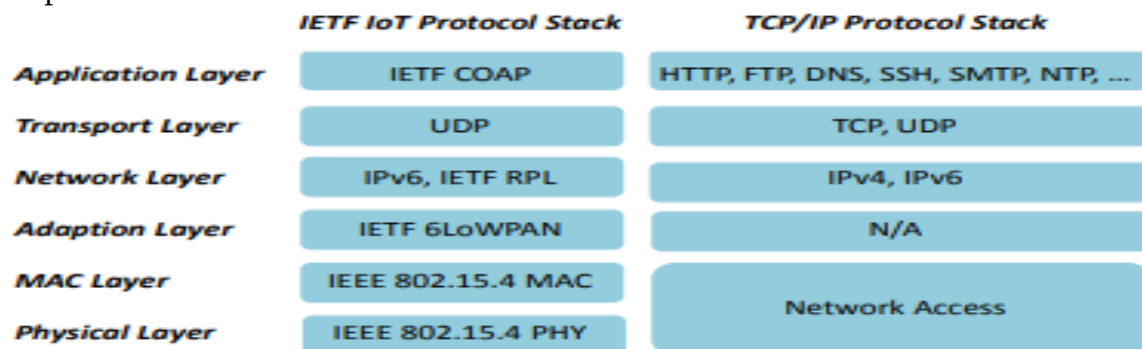 IETF IoT Protocol Stack TCP/IP Protocol Stack
Application Layer IETF COAP HTTP, FTP, DNS, SSH, SMTP, NTP, ...
Transport Layer UDP TCP, UDP
Network Layer IPv6, IETF RPL IPv4, IPv6
Adaption Layer IETF 6LoWPAN N/A
MAC Layer IEEE 802.15.4 MAC
Network Access
Physical Layer IEEE 802.15.4 PHY